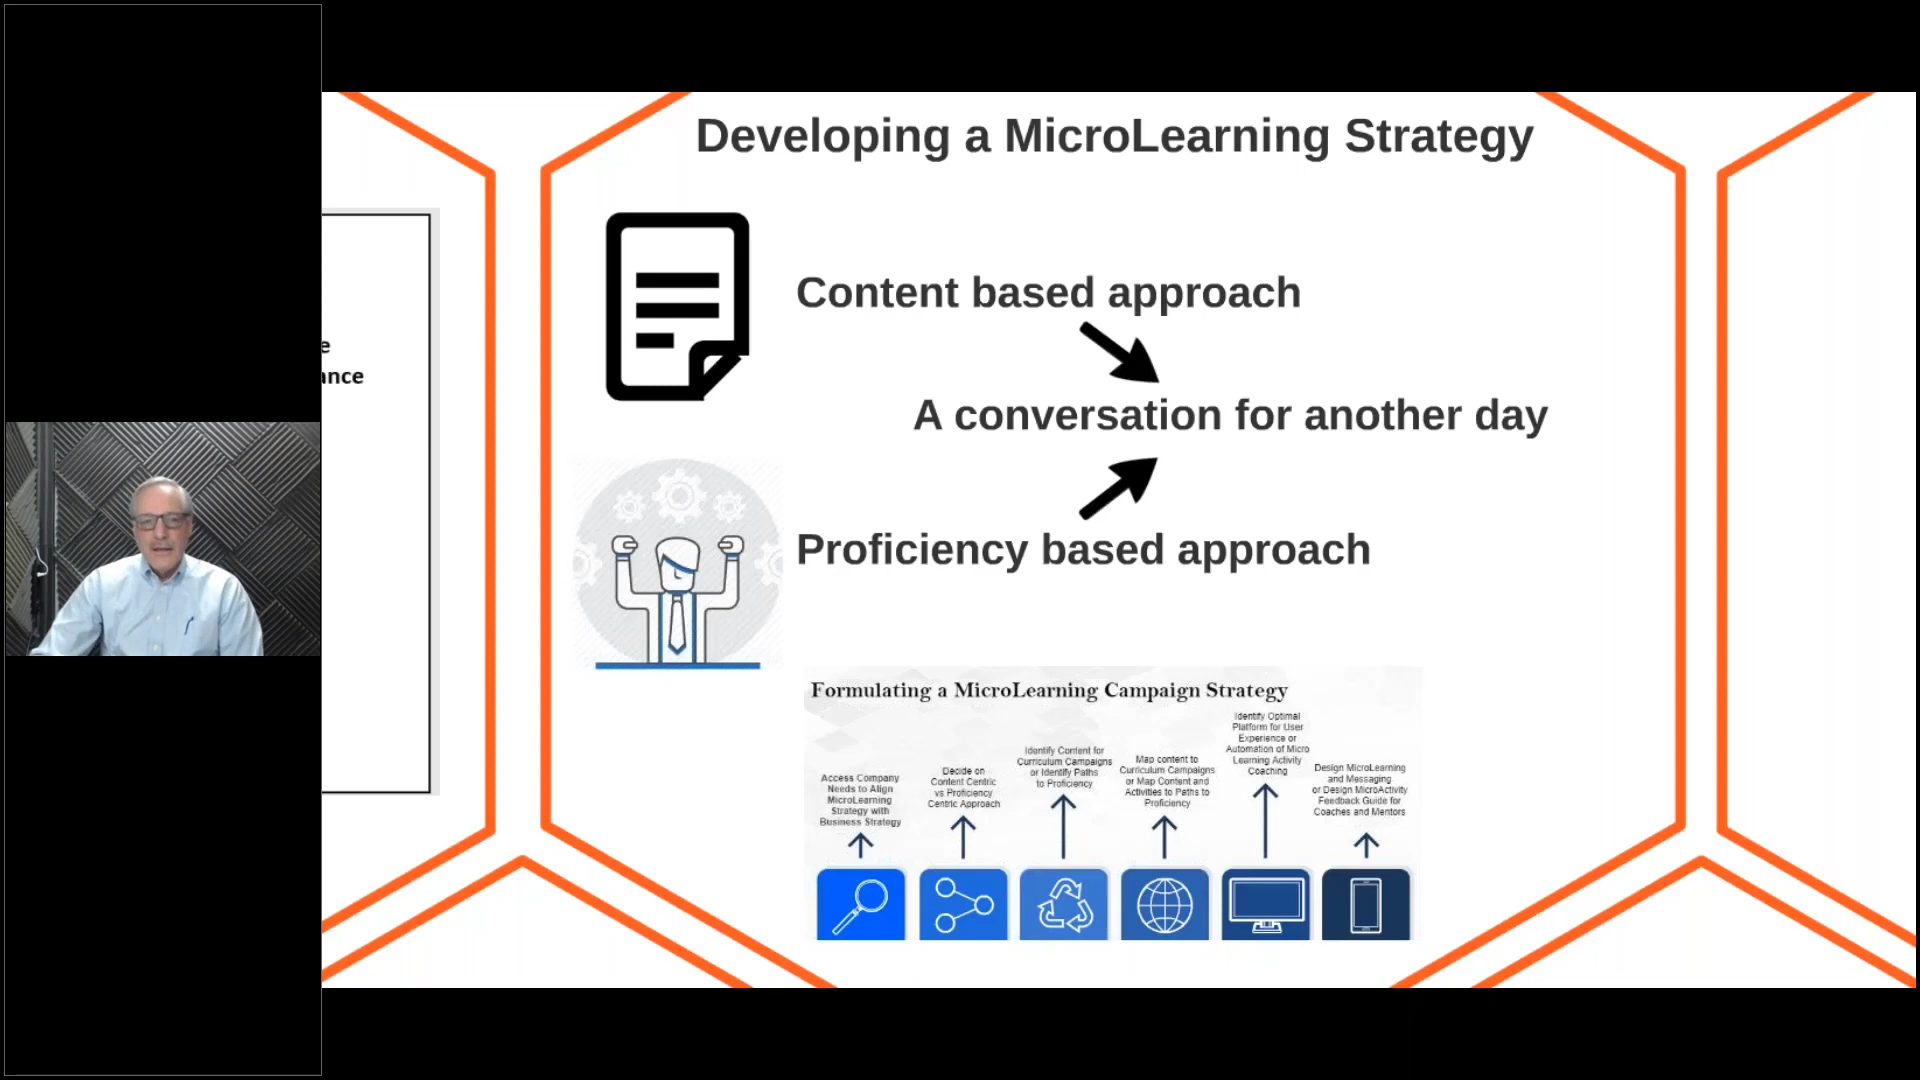 Developing a MicroLearning Strategy
e
ance
Content based approach
A conversation for another day
Proficiency based approach
Formulating a MicroLearning Campaign Strategy
Access Company
Needs to Align
MicroLearning
Strategy with
Business Strategy
Decide on
Content Centric
vs Proficiency
Centric Approach
Identify Content for
Curriculum Campaigns
or Identify Paths
to Proficiency
Map content to
Curriculum Campaigns
or Map Content and
Activities to Paths to
Proficiency
Identify Optimal
Platform for User
Experience or
Automation of Micro
Learning Activity
Coaching
Design MicroLearning
and Messaging
or Design MicroActivity
Feedback Guide for
Coaches and Mentors